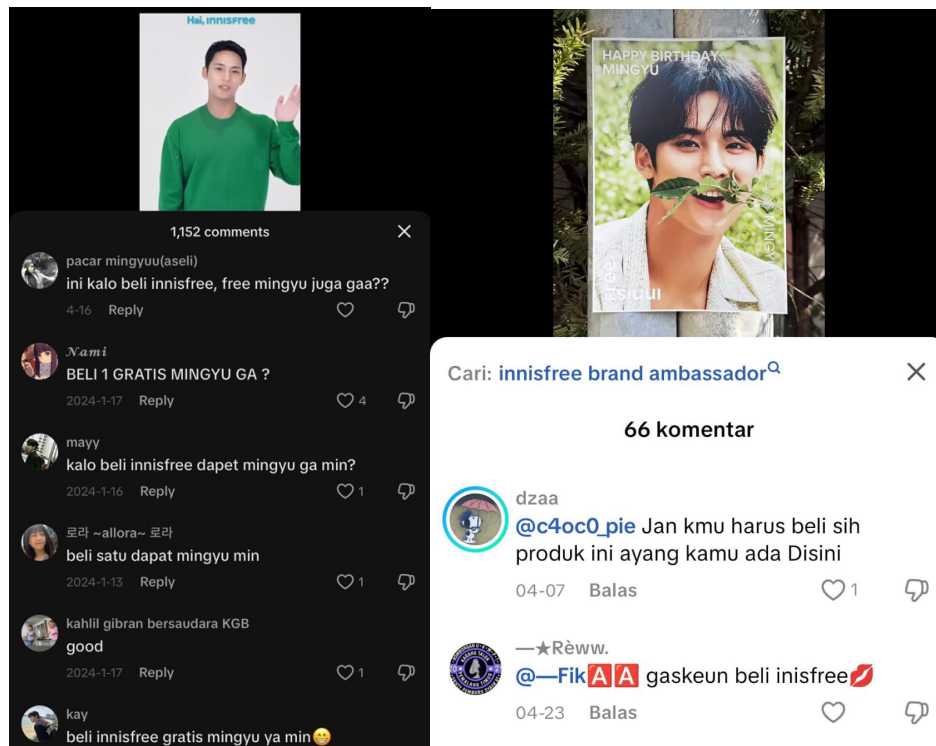 Hai, INNISFREE
1,152 comments
pacar mingyuu(aseli)
ini kalo beli innisfree, free mingyu juga gaa??
4-16 Reply
𝓝𝓪𝓶𝓲
BELI 1 GRATIS MINGYU GA ?
2024-1-17 Reply 4
mayy
kalo beli innisfree dapet mingyu ga min?
2024-1-16 Reply 1
로라 ~allora~ 로라
beli satu dapat mingyu min
2024-1-13 Reply 1
kahlil gibran bersaudara KGB
good
2024-1-17 Reply 1
kay
beli innisfree gratis mingyu ya min😁
HAPPY BIRTHDAY
MINGYU
Cari: innisfree brand ambassador
66 komentar
dzaa
@c4oc0_pie Jan kmu harus beli sih
produk ini ayang kamu ada Disini
04-07 Balas 1
—★Rèww.
@—Fik🅰🅰 gaskeun beli inisfree💋
04-23 Balas